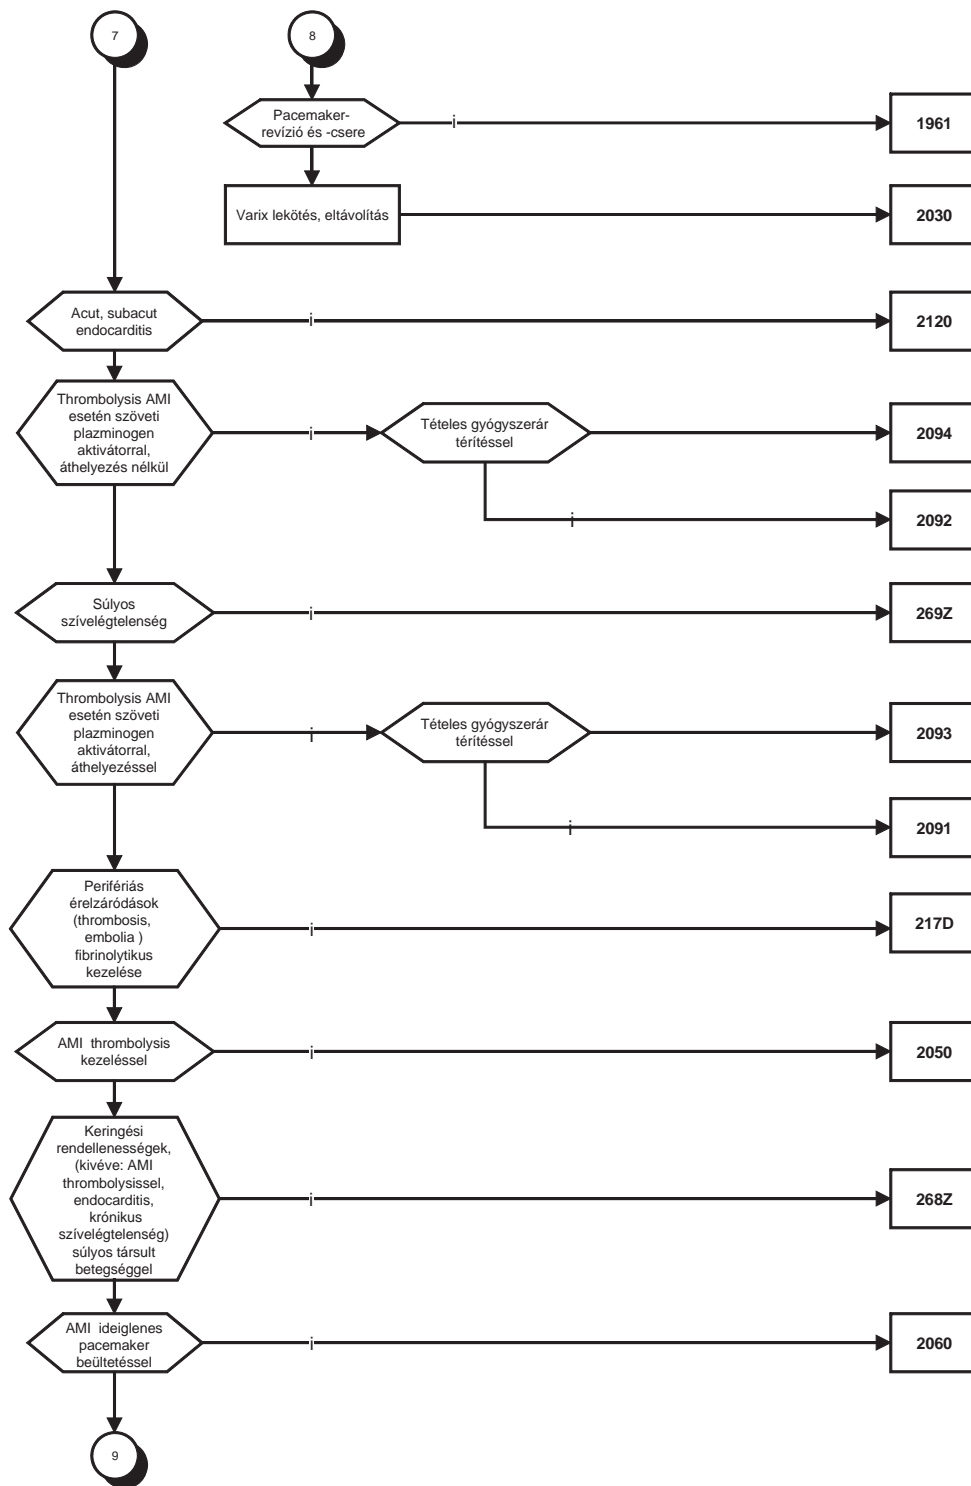 7
8
Pacemaker-
revízió és -csere
i
1961
Varix lekötés, eltávolítás
2030
Acut, subacut
endocarditis
i
2120
Thrombolysis AMI
esetén szöveti
plazminogen
aktivátorral,
áthelyezés nélkül
i
Tételes gyógyszerár
térítéssel
2094
i
2092
Súlyos
szívelégtelenség
i
269Z
Thrombolysis AMI
esetén szöveti
plazminogen
aktivátorral,
áthelyezéssel
i
Tételes gyógyszerár
térítéssel
2093
i
2091
Perifériás
érelzáródások
(thrombosis,
embolia )
fibrinolytikus
kezelése
i
217D
AMI thrombolysis
kezeléssel
i
2050
Keringési
rendellenességek,
(kivéve: AMI
thrombolysissel,
endocarditis,
krónikus
szívelégtelenség)
súlyos társult
betegséggel
i
268Z
AMI ideiglenes
pacemaker
beültetéssel
i
2060
9